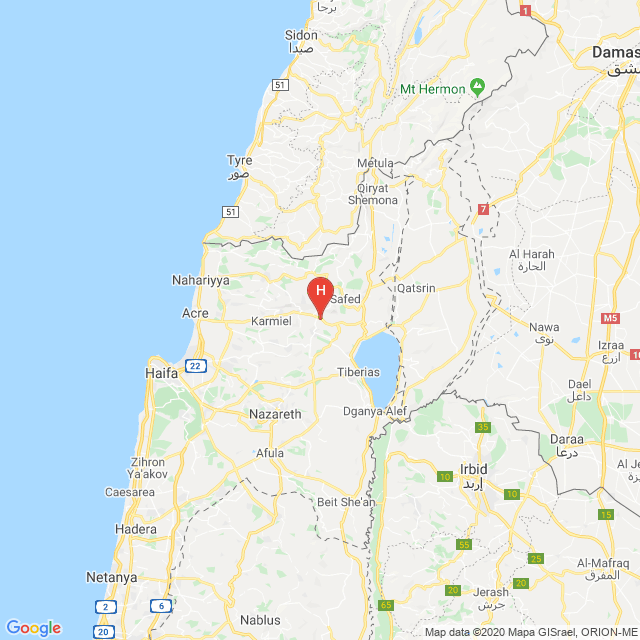 1
برحا
Sidon
صيدا
Damas
شق
51
Mt Hermon
Metula
Tyre
صور
Qiryat
Shemona
51
7
Al Harah
الحارة
Nahariyya
Qatsrin
H
Safed
Acre
Karmiel
M5
Nawa
نوى
Izraa
ازرع
10
22
Haifa
Tiberias
Dael
داعل
Nazareth
Dganya Alef
35
Daraa
درعا
Afula
Zihron
Ya'akov
Irbid
إربد
10
Al Je
Caesarea
10
Beit She'an
15
Hadera
55
25
Netanya
Al-Mafraq
المفرق
20
20
Jerash
جرش
2
6
65
Nablus
20
Google
Map data ©2020 Mapa GISrael, ORION-ME